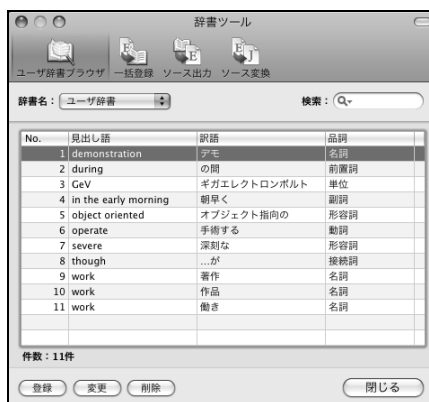 辞書ツール
ユーザ辞書ブラウザ 一括登録 ソース出力 ソース変換
辞書名： ユーザ辞書 検索：
No. 見出し語 訳語 品詞
1 demonstration デモ 名詞
2 during の間 前置詞
3 GeV ギガエレクトロンボルト 単位
4 in the early morning 朝早く 副詞
5 object oriented オブジェクト指向の 形容詞
6 operate 手術する 動詞
7 severe 深刻な 形容詞
8 though …が 接続詞
9 work 著作 名詞
10 work 作品 名詞
11 work 働き 名詞
件数：11件
登録 変更 削除 閉じる